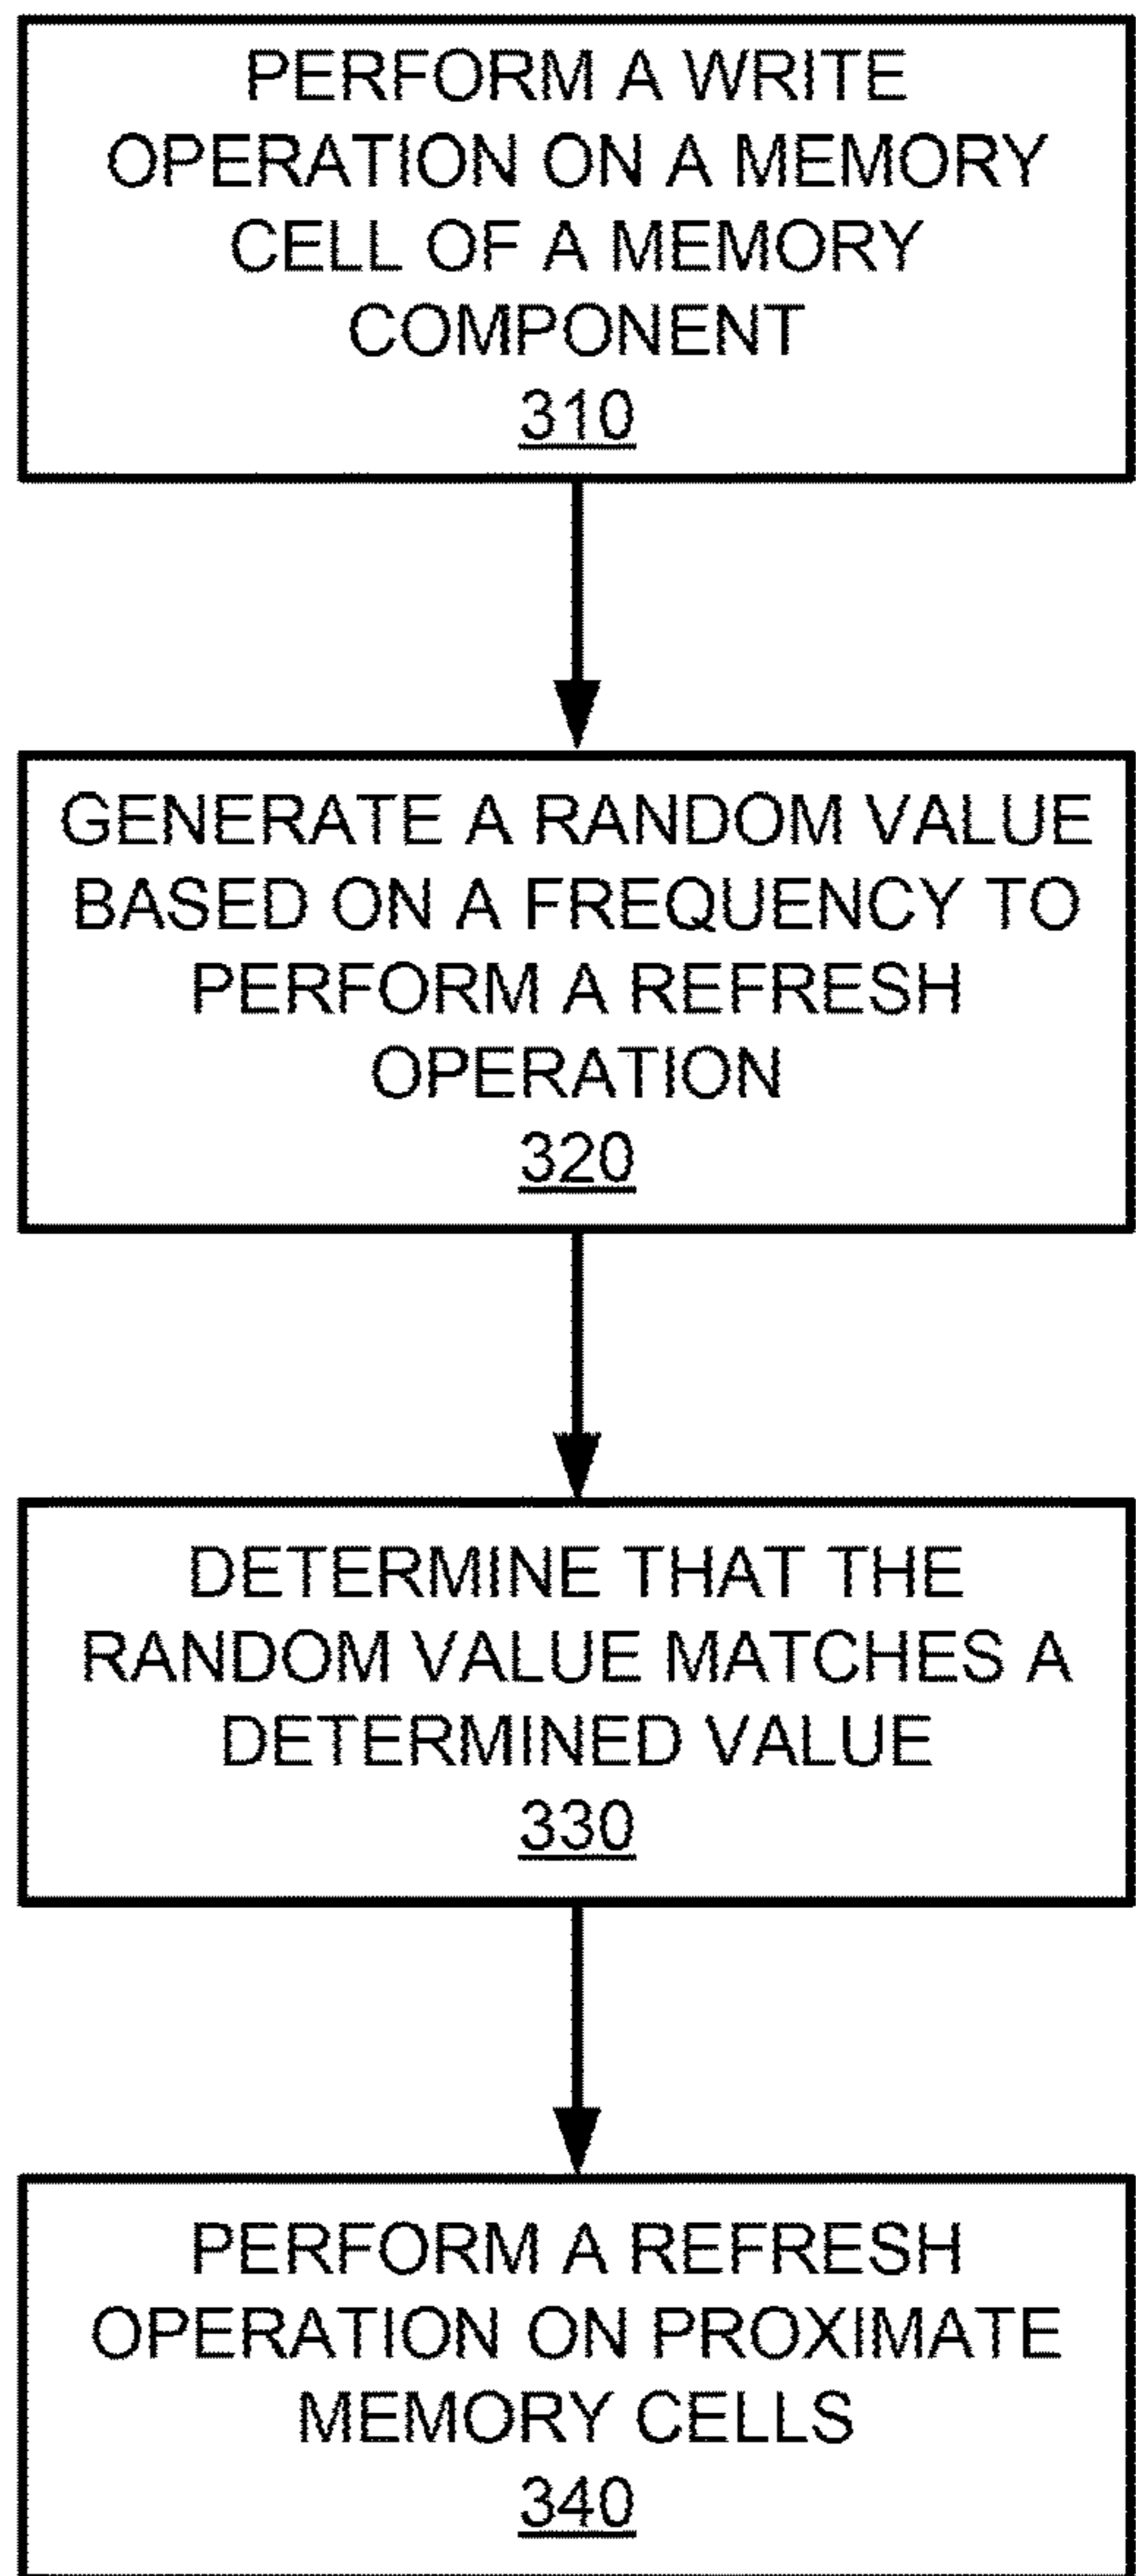 PERFORM A WRITE
OPERATION ON A MEMORY
CELL OF A MEMORY
COMPONENT
310
GENERATE A RANDOM VALUE
BASED ON A FREQUENCY TO
PERFORM A REFRESH
OPERATION
320
DETERMINE THAT THE
RANDOM VALUE MATCHES A
DETERMINED VALUE
330
PERFORM A REFRESH
OPERATION ON PROXIMATE
MEMORY CELLS
340